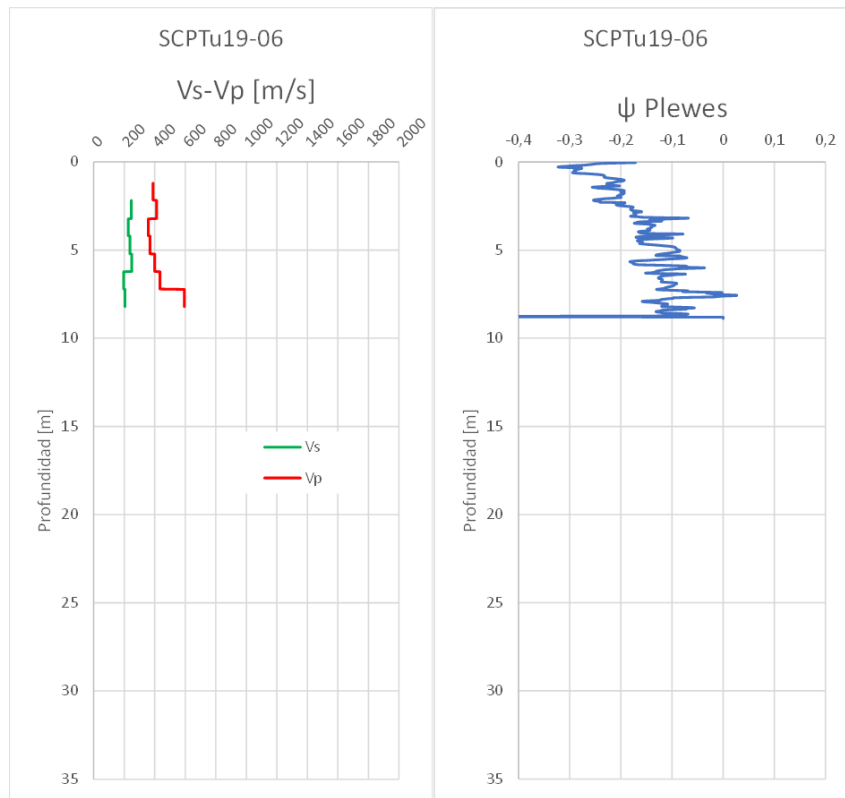 SCPTu19-06
Vs-Vp [m/s]
0 200 400 600 800 1000 1200 1400 1600 1800 2000
0
5
10
15
20
25
30
35
Profundidad [m]
Vs
Vp
SCPTu19-06
ψ Plewes
-0,4 -0,3 -0,2 -0,1 0 0,1 0,2
0
5
10
15
20
25
30
35
Profundidad [m]